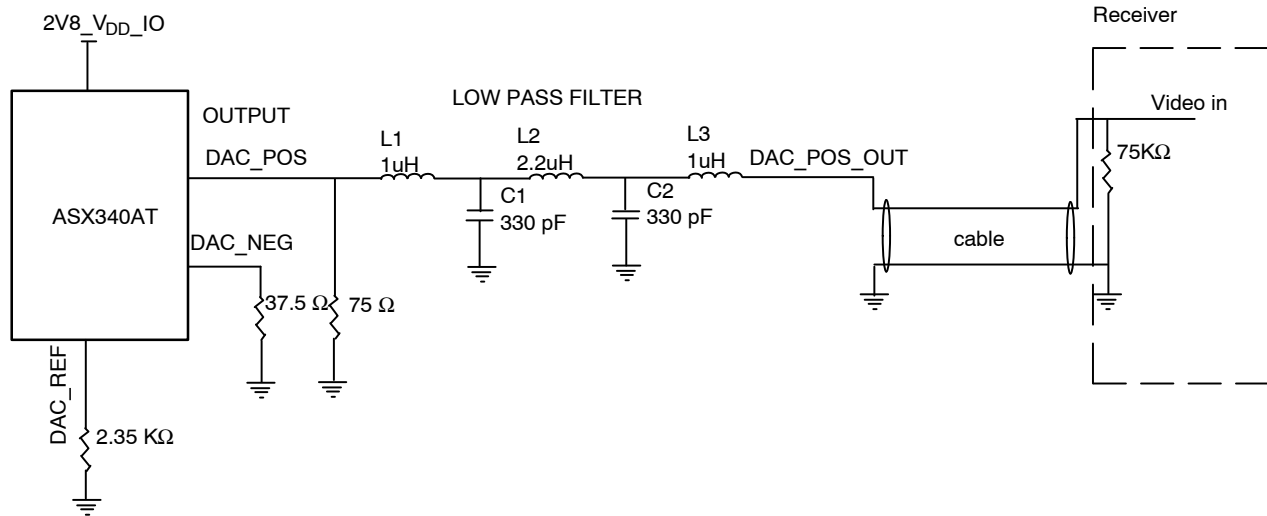 2V8_VDD_IO
Receiver
OUTPUT
LOW PASS FILTER
Video in
DAC_POS
L1
1uH
L2
2.2uH
L3
1uH
DAC_POS_OUT
75KΩ
C1
330 pF
C2
330 pF
ASX340AT
DAC_NEG
cable
37.5 Ω
75 Ω
DAC_REF
2.35 KΩ